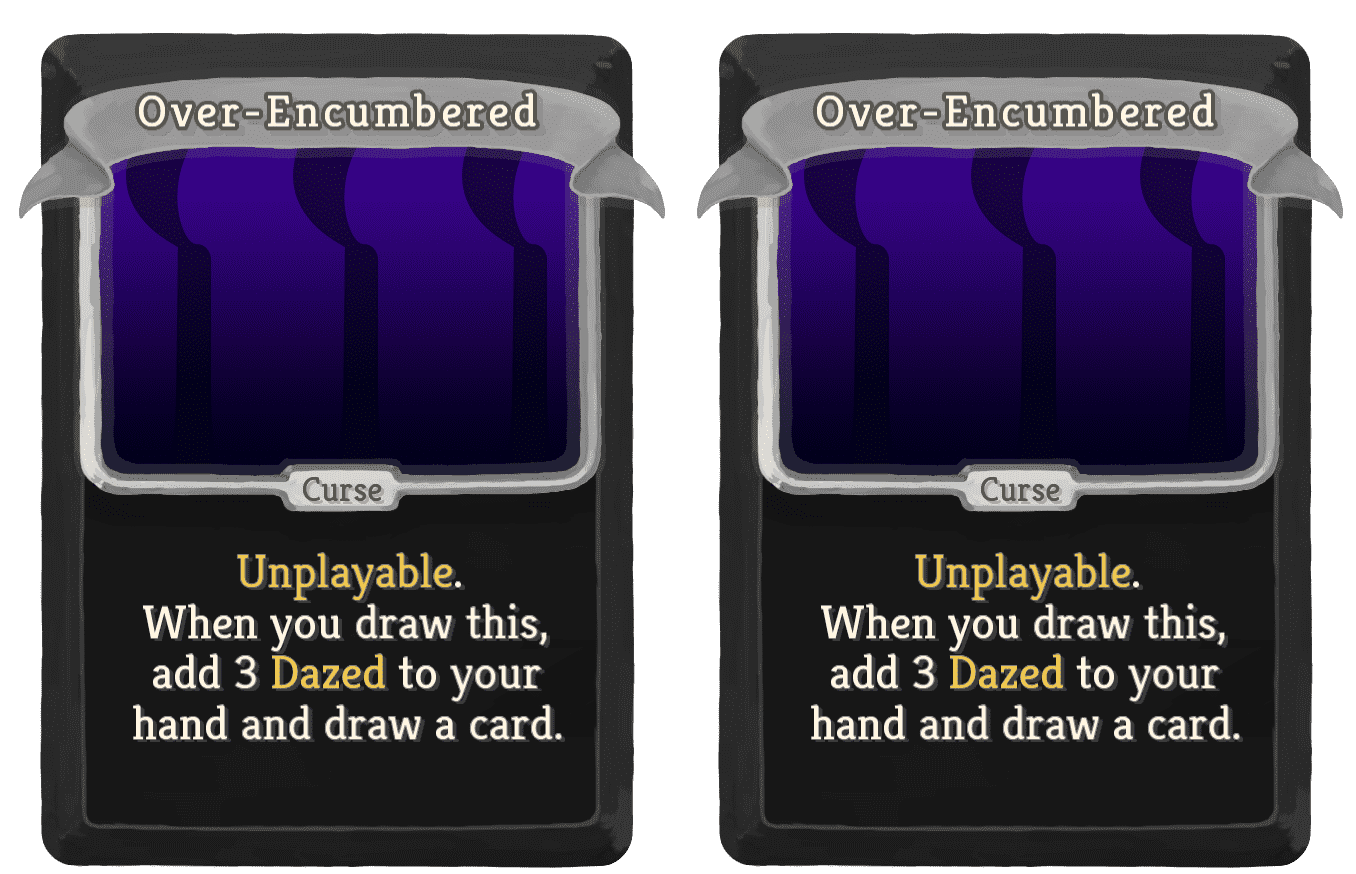 Over-Encumbered
Curse
Unplayable.
When you draw this,
add 3 Dazed to your
hand and draw a card.
Over-Encumbered
Curse
Unplayable.
When you draw this,
add 3 Dazed to your
hand and draw a card.